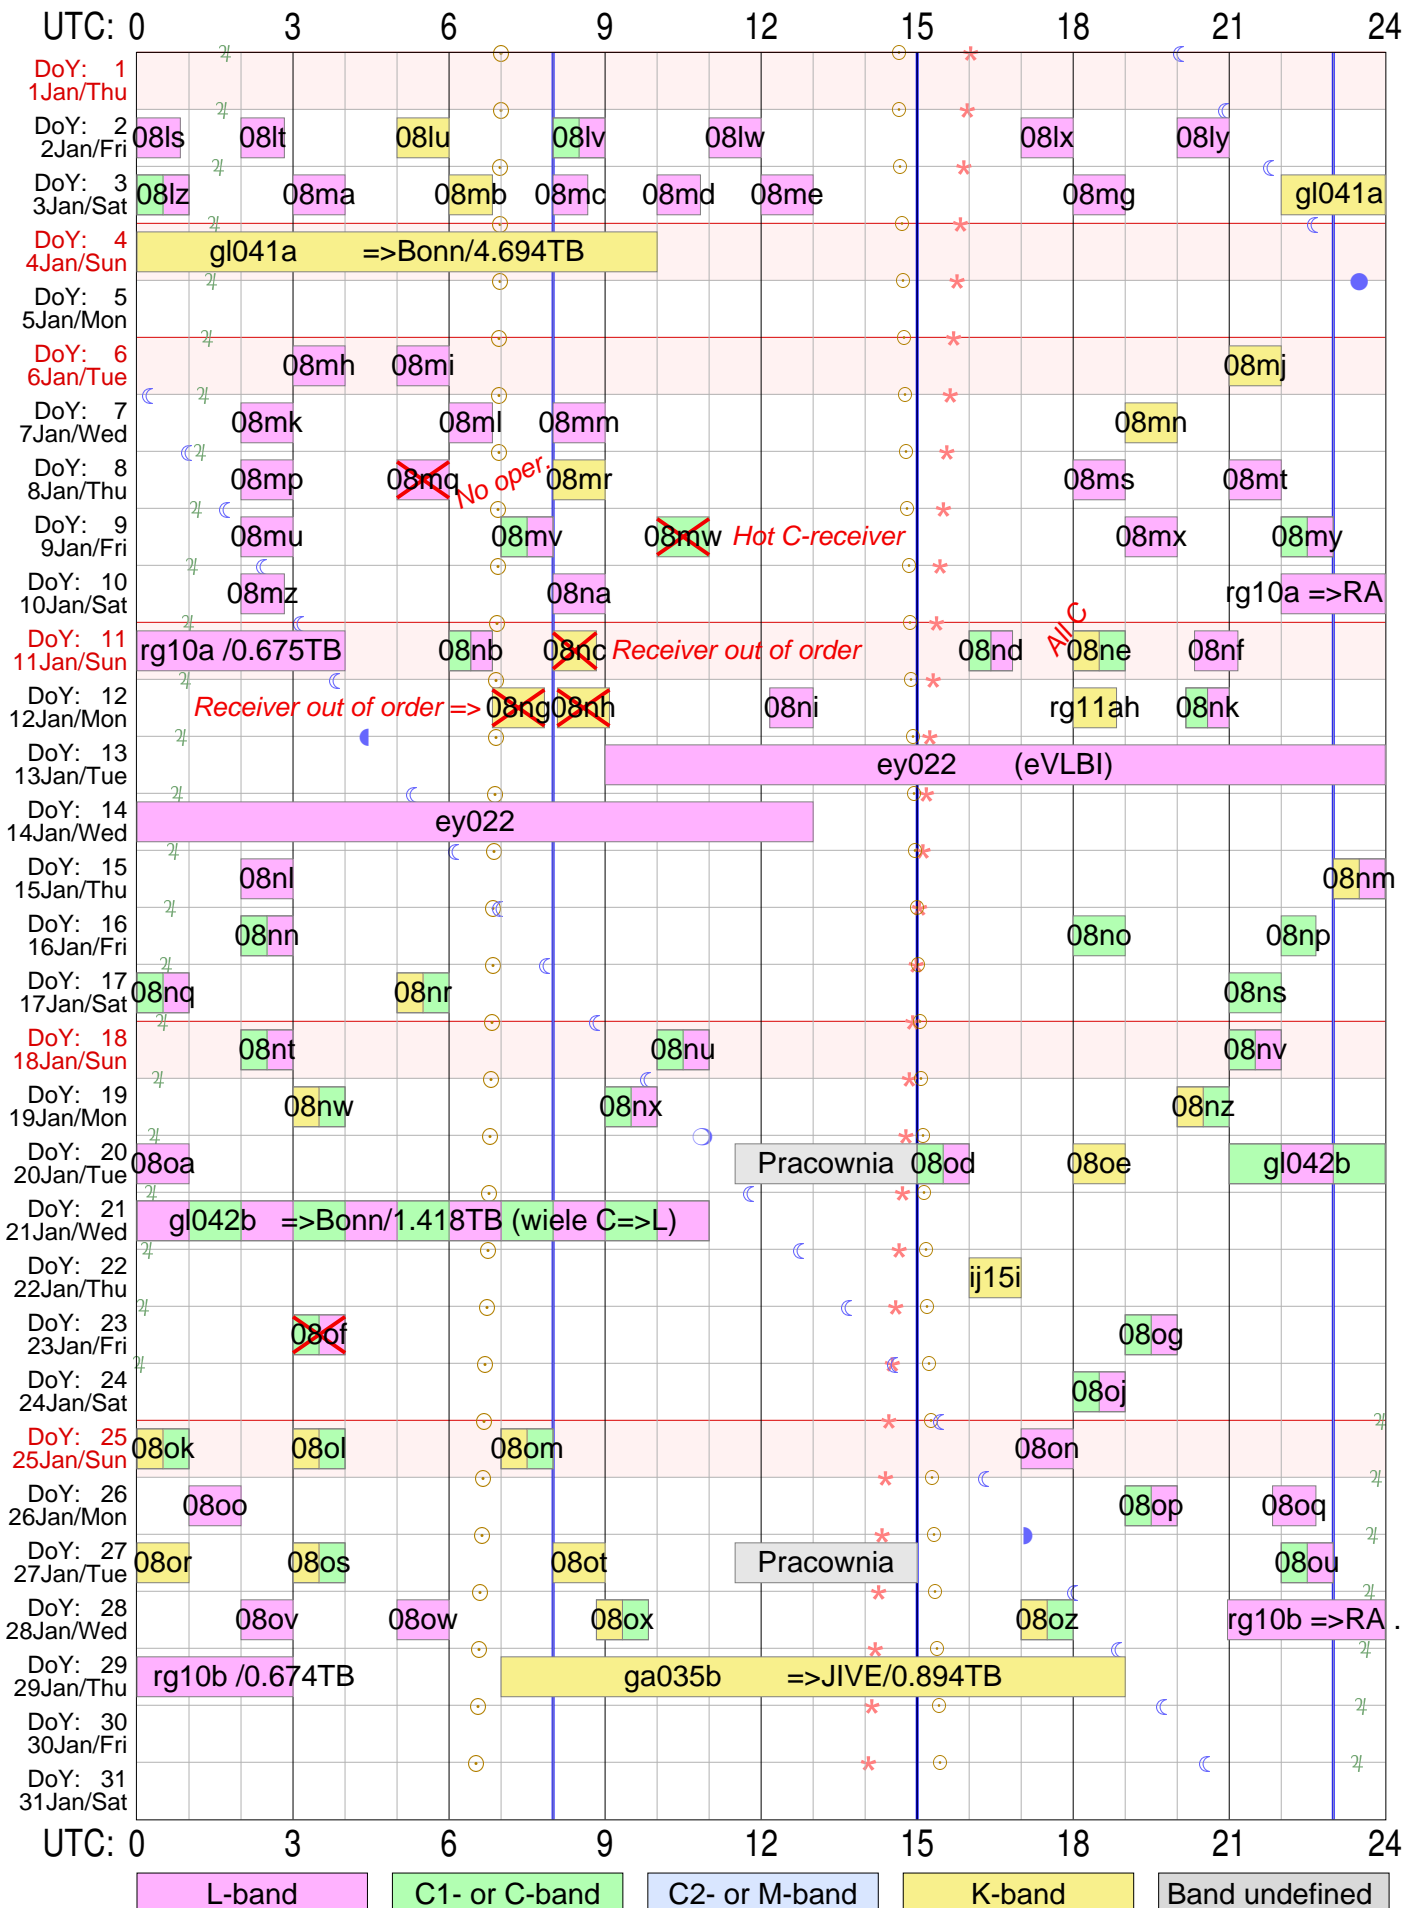 UTC: 0 3 6 9 12 15 18 21 24
DoY: 1
1Jan/Thu
DoY: 2
2Jan/Fri
08ls 08lt 08lu 08lv 08lw 08lx 08ly
DoY: 3
3Jan/Sat
08lz 08ma 08mb 08mc 08md 08me 08mg gl041a
DoY: 4
4Jan/Sun
gl041a =>Bonn/4.694TB
DoY: 5
5Jan/Mon
DoY: 6
6Jan/Tue
08mh 08mi 08mj
DoY: 7
7Jan/Wed
08mk 08ml 08mm 08mn
DoY: 8
8Jan/Thu
08mp 08mq No oper. 08mr 08ms 08mt
DoY: 9
9Jan/Fri
08mu 08mv 08mw Hot C-receiver 08mx 08my
DoY: 10
10Jan/Sat
08mz 08na rg10a =>RA
DoY: 11
11Jan/Sun
rg10a /0.675TB 08nb 08nc Receiver out of order 08nd All C 08ne 08nf
DoY: 12
12Jan/Mon
Receiver out of order => 08ng 08nh 08ni rg11ah 08nk
DoY: 13
13Jan/Tue
ey022 (eVLBI)
DoY: 14
14Jan/Wed
ey022
DoY: 15
15Jan/Thu
08nl 08nm
DoY: 16
16Jan/Fri
08nn 08no 08np
DoY: 17
17Jan/Sat
08nq 08nr 08ns
DoY: 18
18Jan/Sun
08nt 08nu 08nv
DoY: 19
19Jan/Mon
08nw 08nx 08nz
DoY: 20
20Jan/Tue
08oa Pracownia 08od 08oe gl042b
DoY: 21
21Jan/Wed
gl042b =>Bonn/1.418TB (wiele C=>L)
DoY: 22
22Jan/Thu
ij15i
DoY: 23
23Jan/Fri
08of 08og
DoY: 24
24Jan/Sat
08oj
DoY: 25
25Jan/Sun
08ok 08ol 08om 08on
DoY: 26
26Jan/Mon
08oo 08op 08oq
DoY: 27
27Jan/Tue
08or 08os 08ot Pracownia 08ou
DoY: 28
28Jan/Wed
08ov 08ow 08ox 08oz rg10b =>RA .
DoY: 29
29Jan/Thu
rg10b /0.674TB ga035b =>JIVE/0.894TB
DoY: 30
30Jan/Fri
DoY: 31
31Jan/Sat
UTC: 0 3 6 9 12 15 18 21 24
L-band C1- or C-band C2- or M-band K-band Band undefined